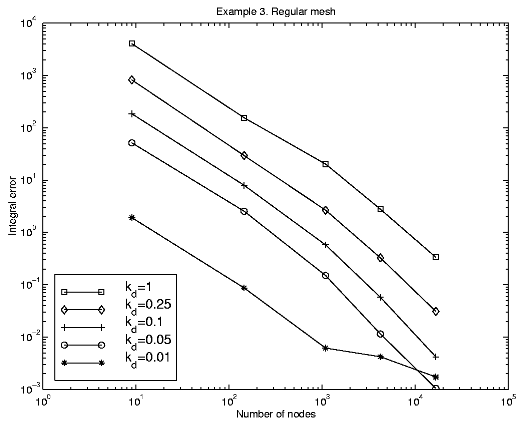 Example 3. Regular mesh
Integral error
10^4
10^3
10^2
10^1
10^0
10^-1
10^-2
10^-3
k_d=1
k_d=0.25
k_d=0.1
k_d=0.05
k_d=0.01
10^0
10^1
10^2
10^3
10^4
10^5
Number of nodes